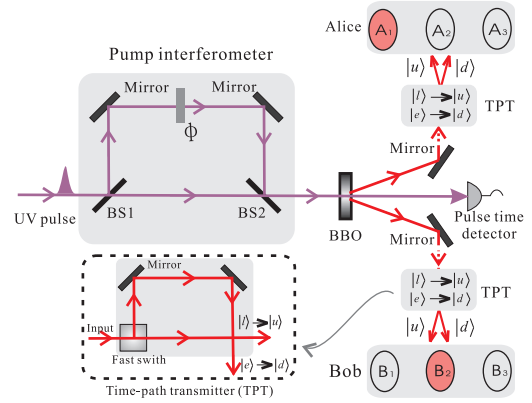 Alice
A1
A2
A3
|u⟩
|d⟩
|l⟩→|u⟩
|e⟩→|d⟩
TPT
Pump interferometer
Mirror
Mirror
ϕ
UV pulse
BS1
BS2
BBO
Mirror
Mirror
Pulse time
detector
|l⟩→|u⟩
|e⟩→|d⟩
TPT
|u⟩
|d⟩
Bob
B1
B2
B3
Mirror
Input
|l⟩→|u⟩
Fast swith
|e⟩→|d⟩
Time-path transmitter (TPT)